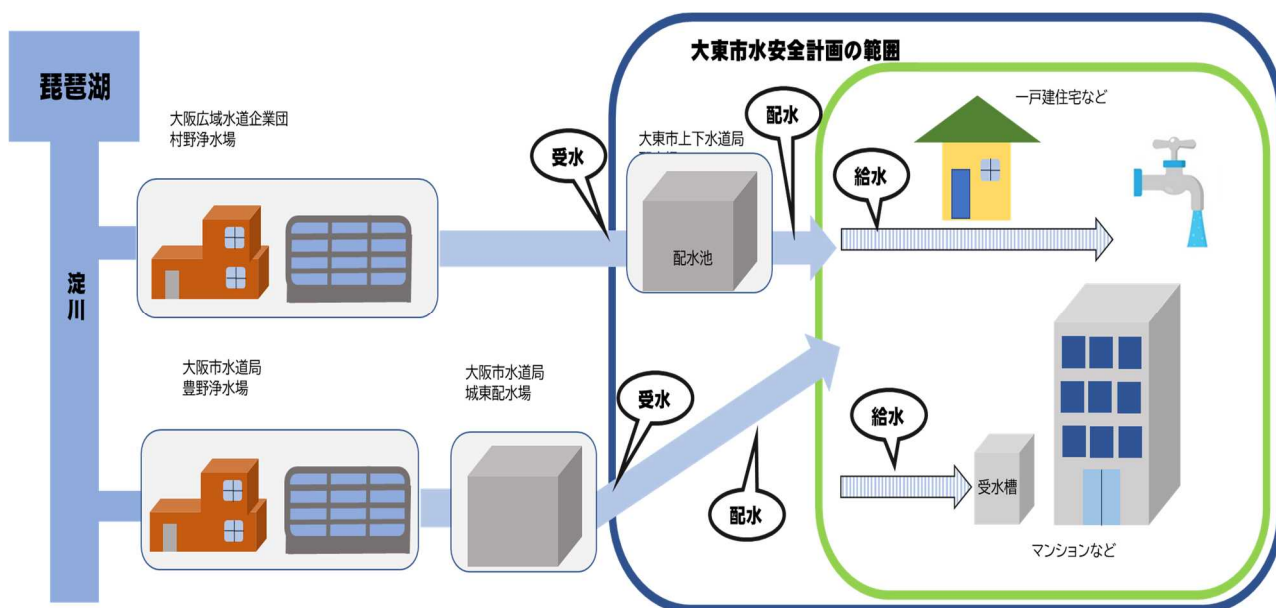 大東市水安全計画の範囲
琵琶湖
一戸建住宅など
大阪広域水道企業団
村野浄水場
受水
大東市上下水道局
配水
給水
配水池
淀川
大阪市水道局
豊野浄水場
大阪市水道局
城東配水場
受水
給水
配水
受水槽
マンションなど